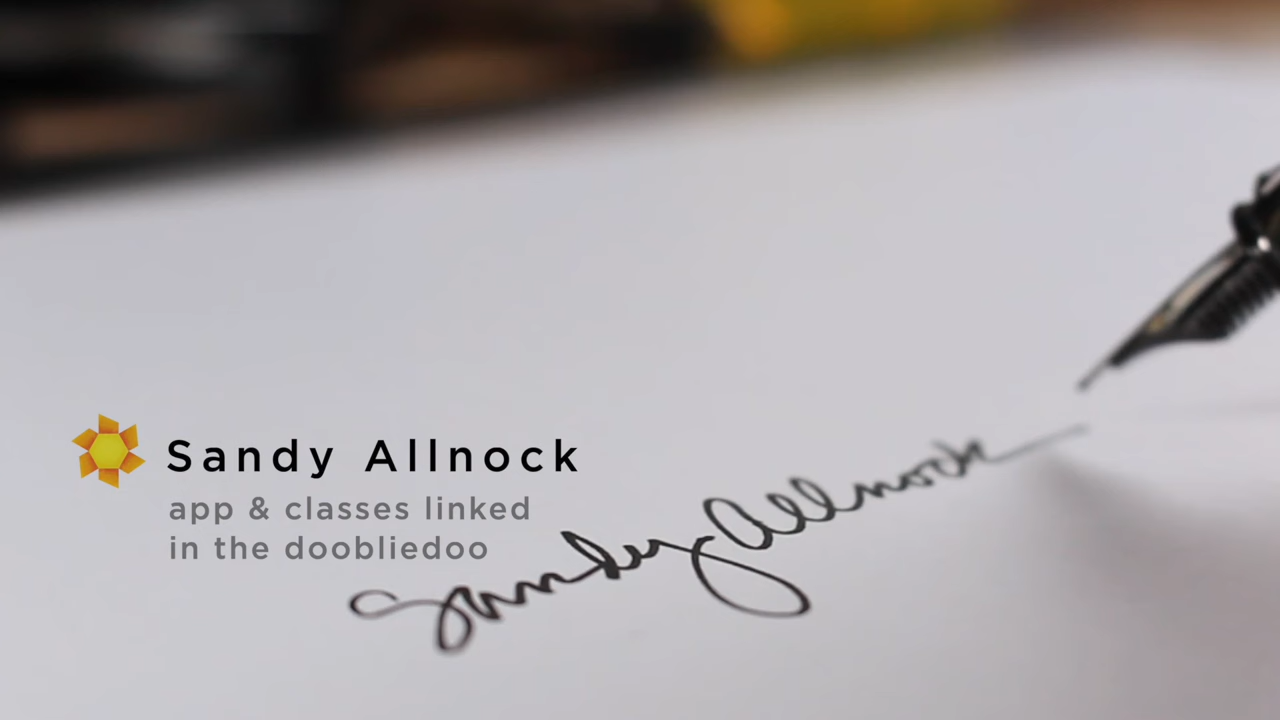 Sandy Allnock
app & classes linked
in the doobliedoo
Sandy Allnock